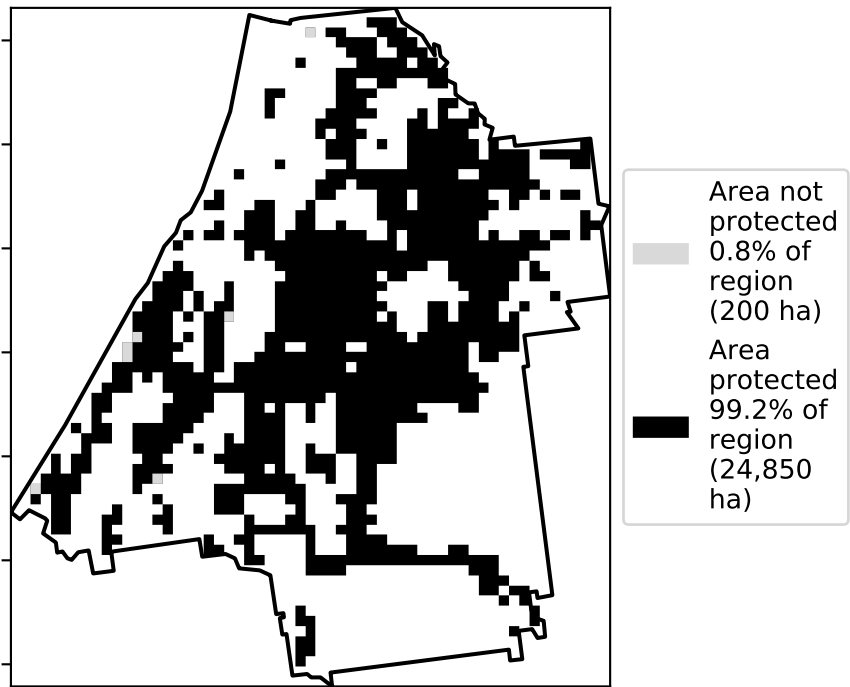 Area not
protected
0.8% of
region
(200 ha)
Area
protected
99.2% of
region
(24,850
ha)